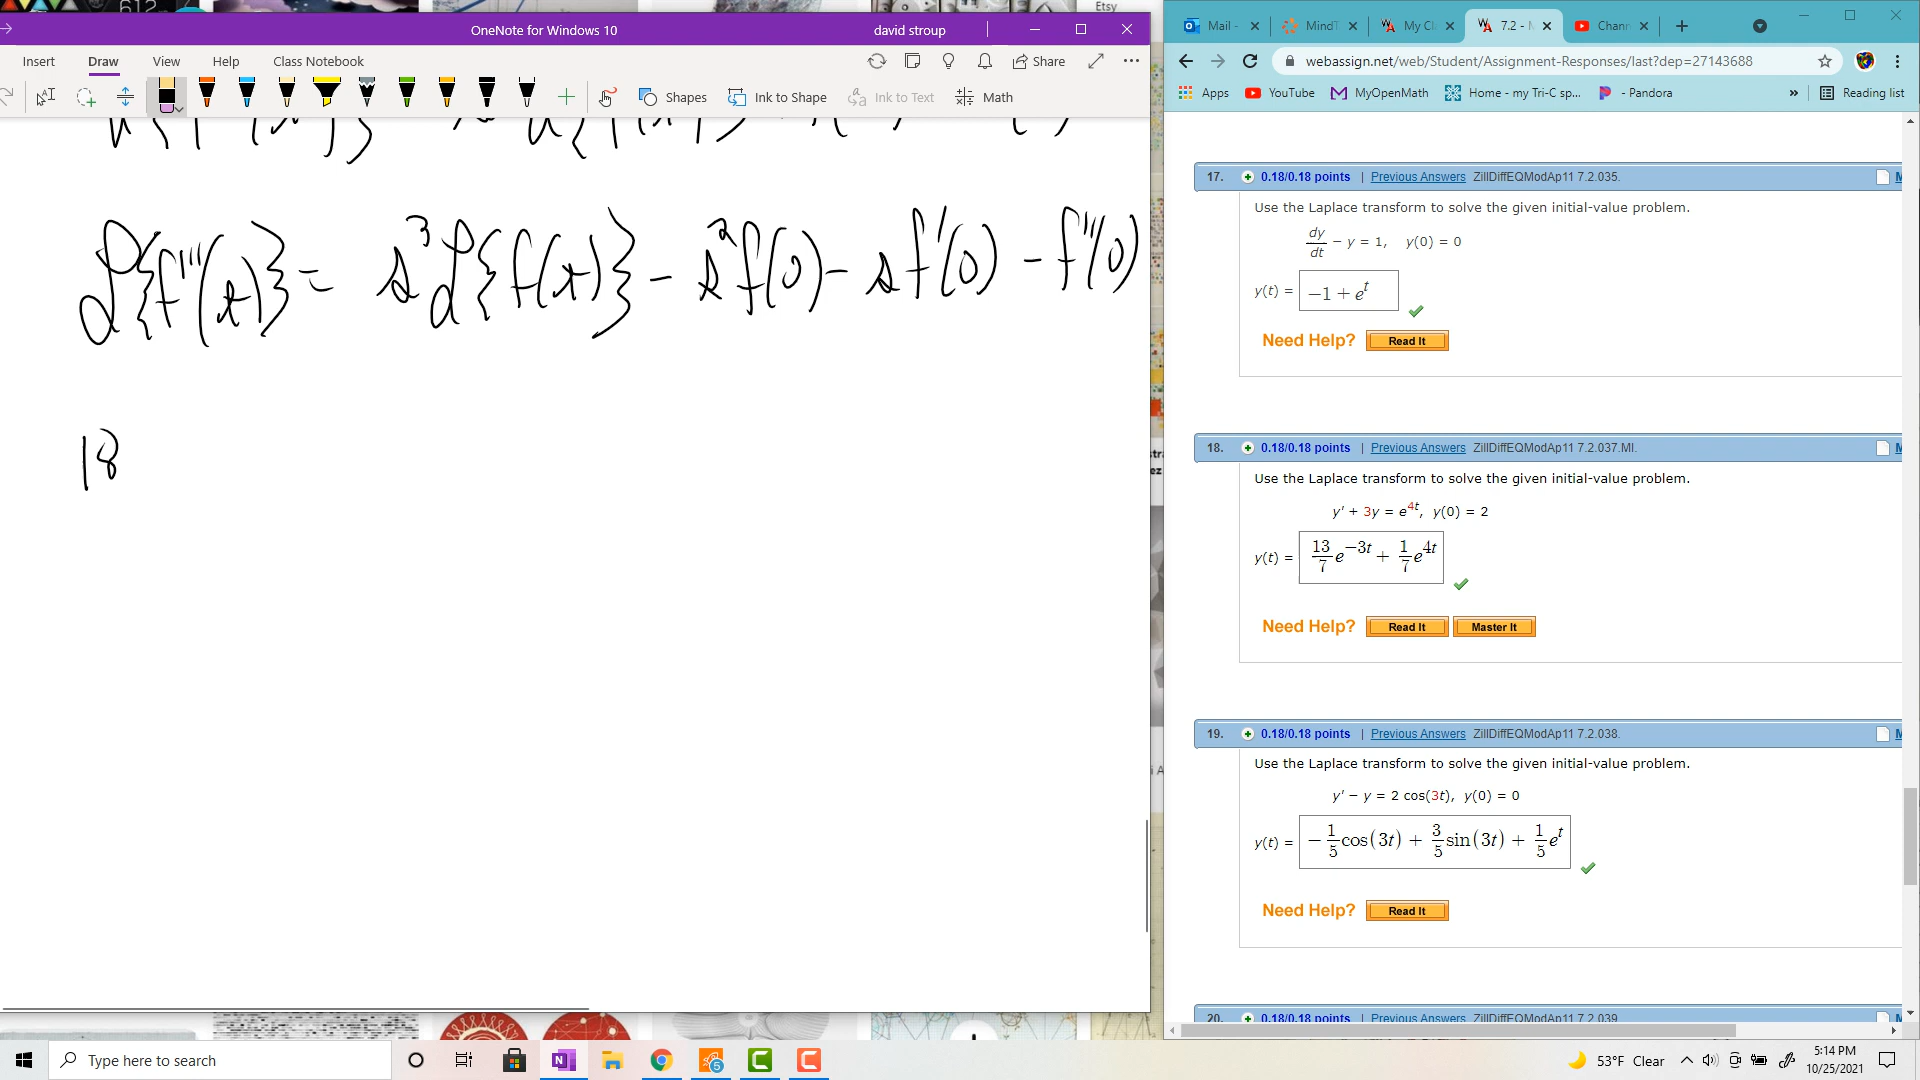 Etsy
612
OneNote for Windows 10
david stroup
Insert Draw View Help Class Notebook Share
Shapes Ink to Shape Ink to Text Math
ℒ{f'''(t)} = s³ℒ{f(t)} - s²f(0) - sf'(0) - f''(0)
18
Mail - MindT My Cl 7.2 - M Chann
webassign.net/web/Student/Assignment-Responses/last?dep=27143688
Apps YouTube MyOpenMath Home - my Tri-C sp... - Pandora » Reading list
17. 0.18/0.18 points | Previous Answers ZillDiffEQModAp11 7.2.035.
Use the Laplace transform to solve the given initial-value problem.
dy/dt − y = 1, y(0) = 0
y(t) = −1 + e^t
Need Help? Read It
18. 0.18/0.18 points | Previous Answers ZillDiffEQModAp11 7.2.037.MI.
Use the Laplace transform to solve the given initial-value problem.
y' + 3y = e^4t, y(0) = 2
y(t) = 13/7 e^−3t + 1/7 e^4t
Need Help? Read It Master It
19. 0.18/0.18 points | Previous Answers ZillDiffEQModAp11 7.2.038.
Use the Laplace transform to solve the given initial-value problem.
y' − y = 2 cos(3t), y(0) = 0
y(t) = −1/5 cos(3t) + 3/5 sin(3t) + 1/5 e^t
Need Help? Read It
20. 0.18/0.18 points | Previous Answers ZillDiffEQModAp11 7.2.039
Type here to search
53°F Clear
5:14 PM
10/25/2021